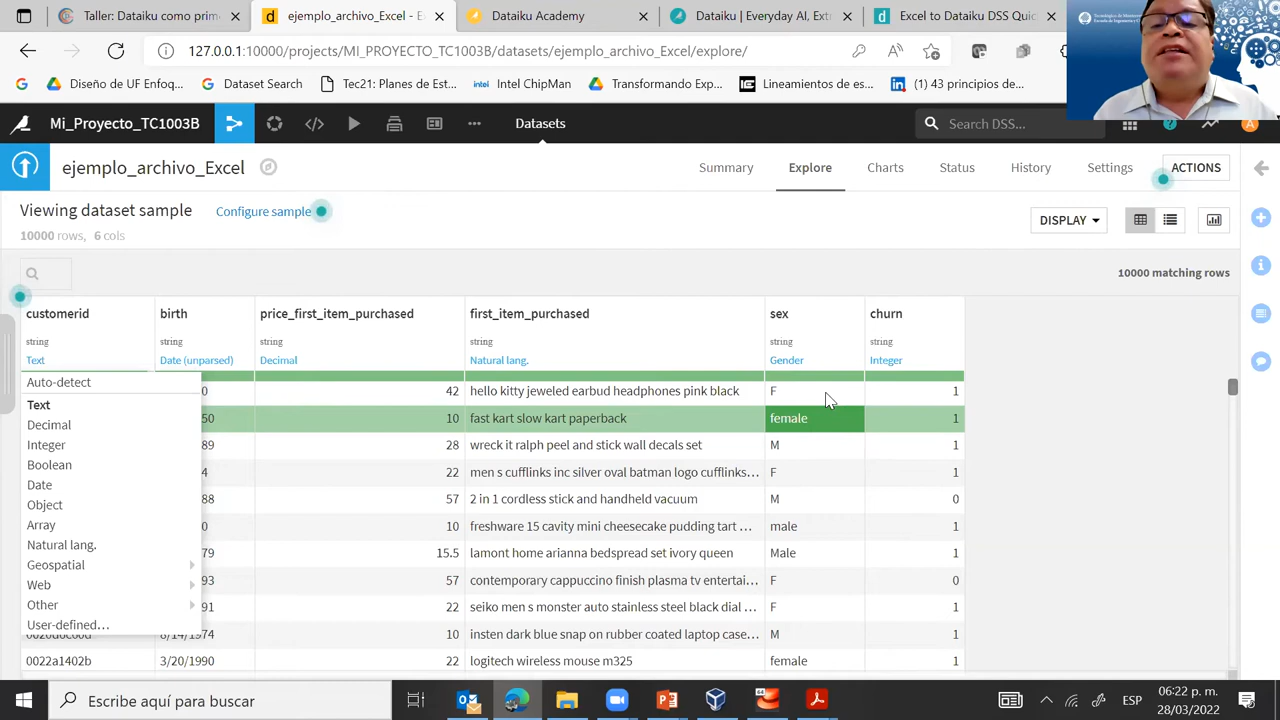 Taller: Dataiku como prim
ejemplo_archivo_Excel - E
Dataiku Academy
Dataiku | Everyday AI, Ex
Excel to Dataiku DSS Quic
127.0.0.1:10000/projects/MI_PROYECTO_TC1003B/datasets/ejemplo_archivo_Excel/explore/
Diseño de UF Enfoq...
Dataset Search
Tec21: Planes de Est...
Intel ChipMan
Transformando Exp...
Lineamientos de es...
(1) 43 principios de...
Mi_Proyecto_TC1003B
Datasets
Search DSS...
ejemplo_archivo_Excel
Summary
Explore
Charts
Status
History
Settings
ACTIONS
Viewing dataset sample
Configure sample
DISPLAY
10000 rows, 6 cols
10000 matching rows
customerid birth price_first_item_purchased first_item_purchased sex churn
string string string string string string
Text Date (unparsed) Decimal Natural lang. Gender Integer
Auto-detect
Text
Decimal
Integer
Boolean
Date
Object
Array
Natural lang.
Geospatial
Web
Other
User-defined...
0 42 hello kitty jeweled earbud headphones pink black F 1
50 10 fast kart slow kart paperback female 1
89 28 wreck it ralph peel and stick wall decals set M 1
4 22 men s cufflinks inc silver oval batman logo cufflinks... F 1
88 57 2 in 1 cordless stick and handheld vacuum M 0
0 10 freshware 15 cavity mini cheesecake pudding tart ... male 1
79 15.5 lamont home arianna bedspread set ivory queen Male 1
93 57 contemporary cappuccino finish plasma tv entertai... F 0
91 22 seiko men s monster auto stainless steel black dial ... F 1
6/14/1974 10 insten dark blue snap on rubber coated laptop case... M 1
0022a1402b 3/20/1990 22 logitech wireless mouse m325 female 1
Escribe aquí para buscar
ESP
06:22 p. m.
28/03/2022